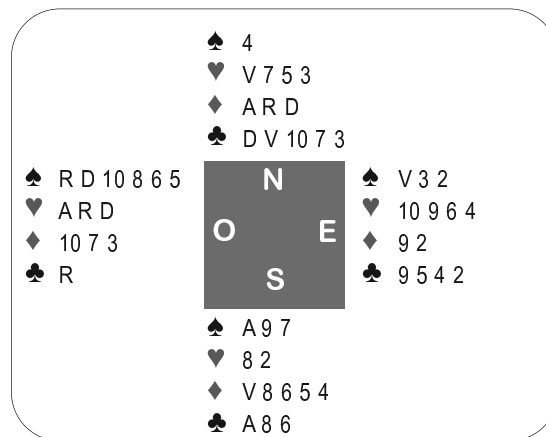 ♠ 4
♥ V 7 5 3
♦ A R D
♣ D V 10 7 3
♠ R D 10 8 6 5
♥ A R D
♦ 10 7 3
♣ R
N
O E
S
♠ V 3 2
♥ 10 9 6 4
♦ 9 2
♣ 9 5 4 2
♠ A 9 7
♥ 8 2
♦ V 8 6 5 4
♣ A 8 6